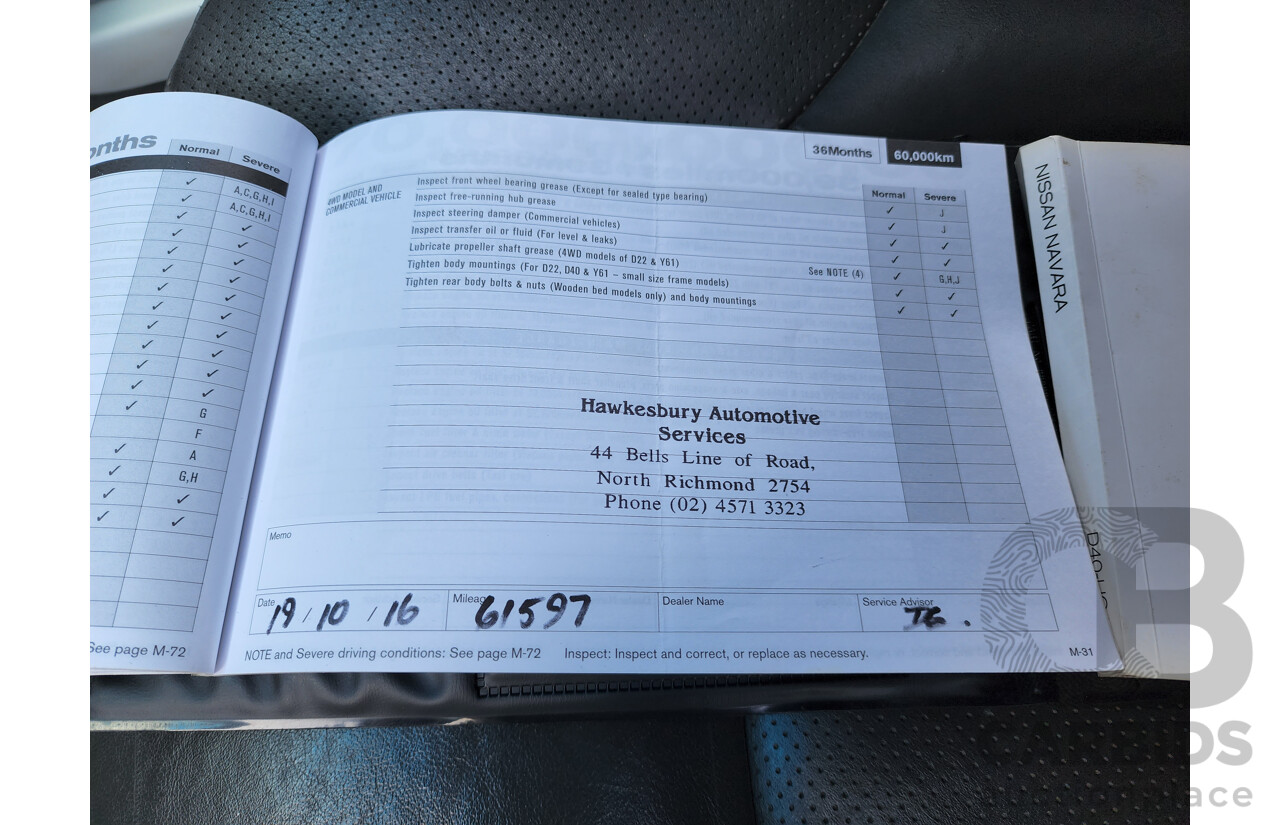 onths
Normal Severe
✓ A,C,G,H,I
✓ A,C,G,H,I
✓ ✓
✓ ✓
✓ ✓
✓ ✓
✓ ✓
✓ ✓
✓ ✓
✓ ✓
✓ ✓
✓ ✓
✓ G
F
✓ A
✓ G,H
✓ ✓
✓ ✓
See page M-72
36Months 60,000km
4WD MODEL AND
COMMERCIAL VEHICLE
Normal Severe
Inspect front wheel bearing grease (Except for sealed type bearing) ✓ J
Inspect free-running hub grease ✓ J
Inspect steering damper (Commercial vehicles) ✓ ✓
Inspect transfer oil or fluid (For level & leaks) ✓ ✓
Lubricate propeller shaft grease (4WD models of D22 & Y61) See NOTE (4) ✓ G,H,J
Tighten body mountings (For D22, D40 & Y61 – small size frame models) ✓ ✓
Tighten rear body bolts & nuts (Wooden bed models only) and body mountings ✓ ✓
Hawkesbury Automotive
Services
44 Bells Line of Road,
North Richmond 2754
Phone (02) 4571 3323
Memo
Date 19/10/16 Mileage 61597 Dealer Name Service Advisor TG.
NOTE and Severe driving conditions: See page M-72 Inspect: Inspect and correct, or replace as necessary. M-31
NISSAN NAVARA
D40
CB
CARBIDS